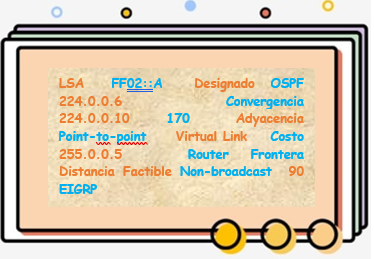 LSA FF02::A Designado OSPF
224.0.0.6 Convergencia
224.0.0.10 170 Adyacencia
Point-to-point Virtual Link Costo
255.0.0.5 Router Frontera
Distancia Factible Non-broadcast 90
EIGRP